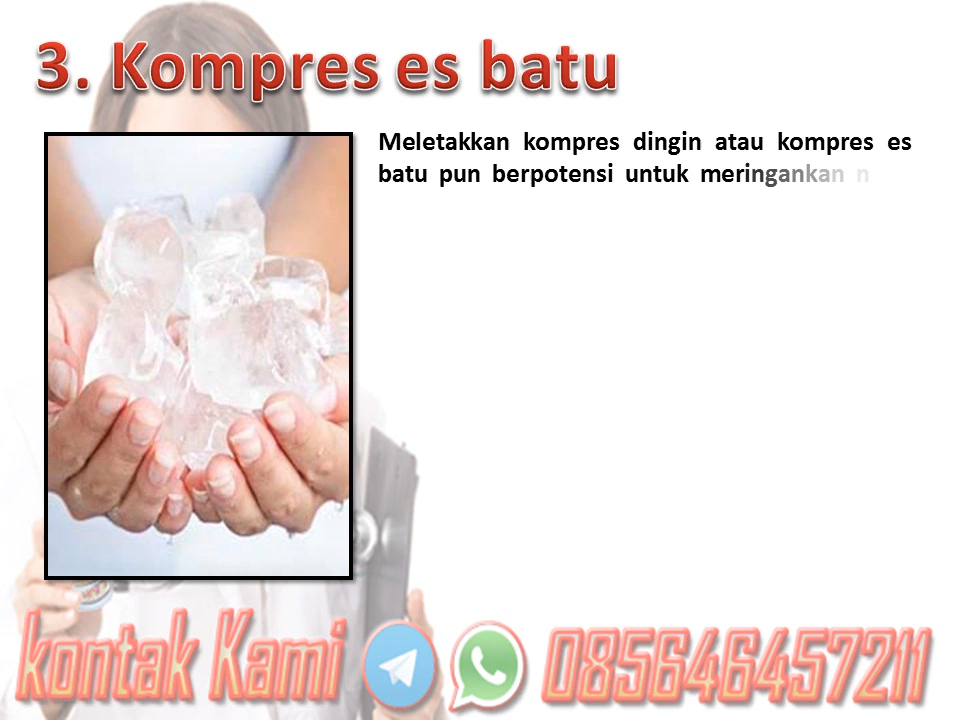 3. Kompres es batu
Meletakkan kompres dingin atau kompres es
batu pun berpotensi untuk meringankan n
kontak Kami 085646457211